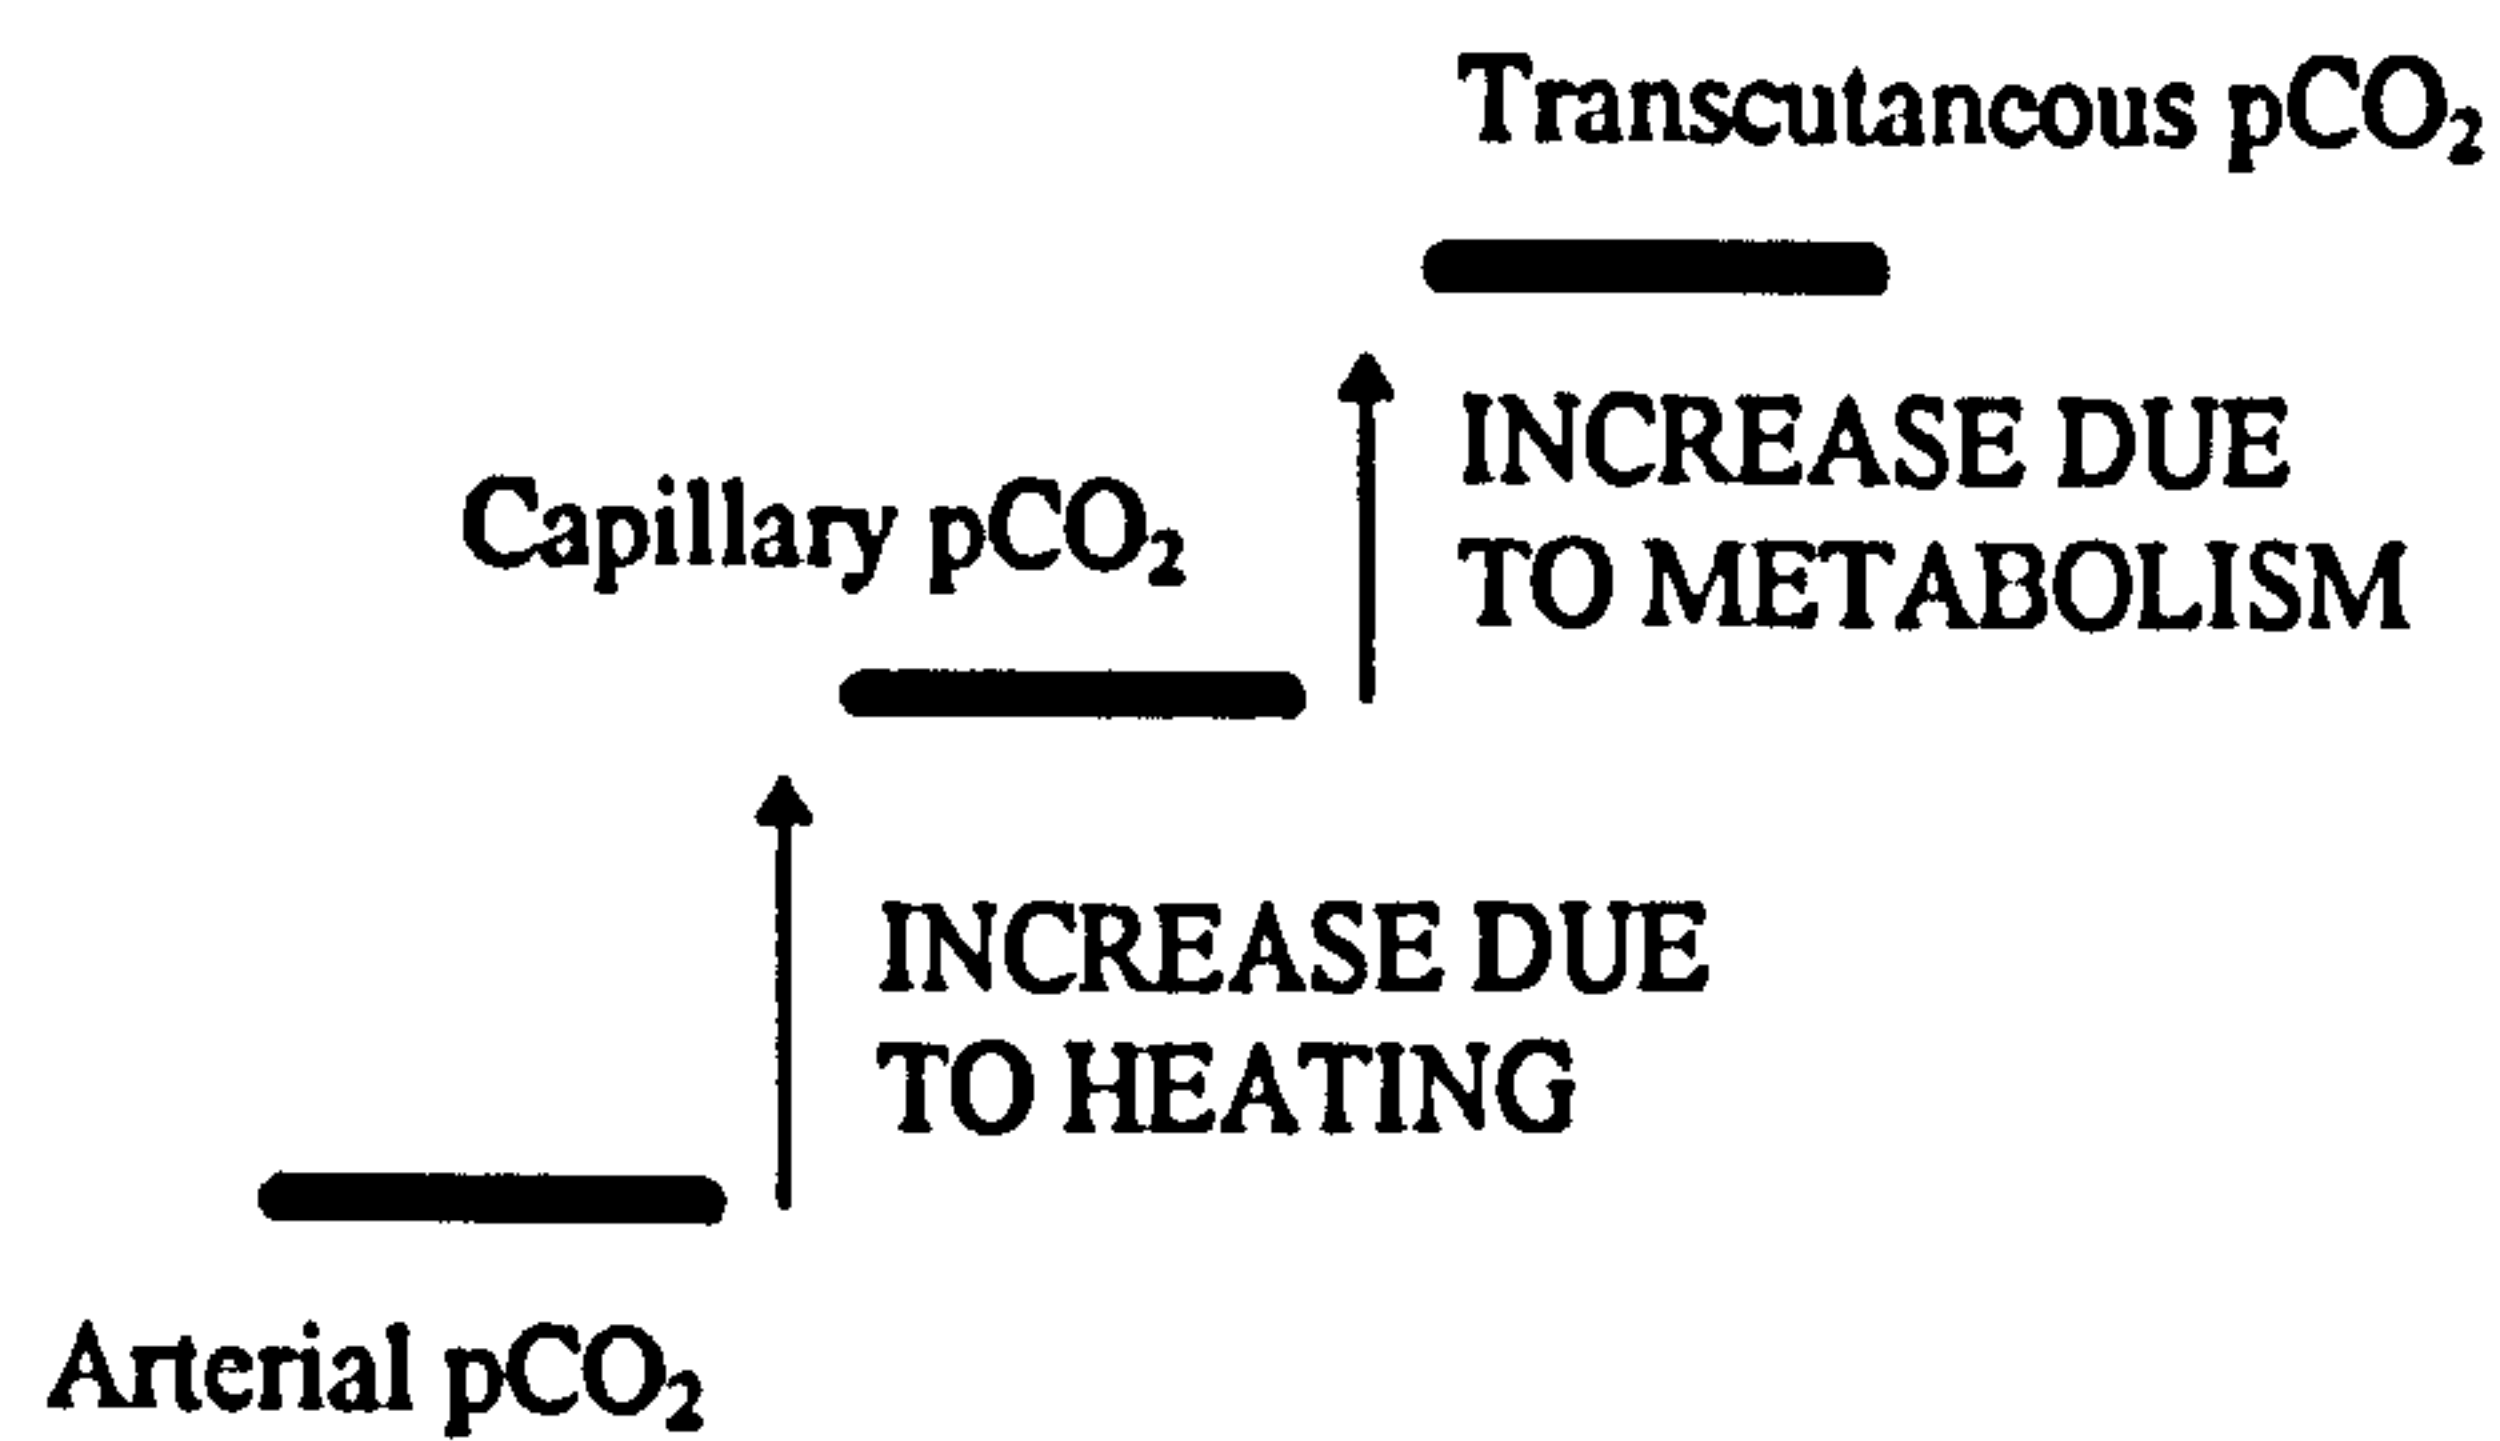 Transcutancous pCO₂
INCREASE DUE
TO METABOLISM
Capillary pCO₂
INCREASE DUE
TO HEATING
Arterial pCO₂